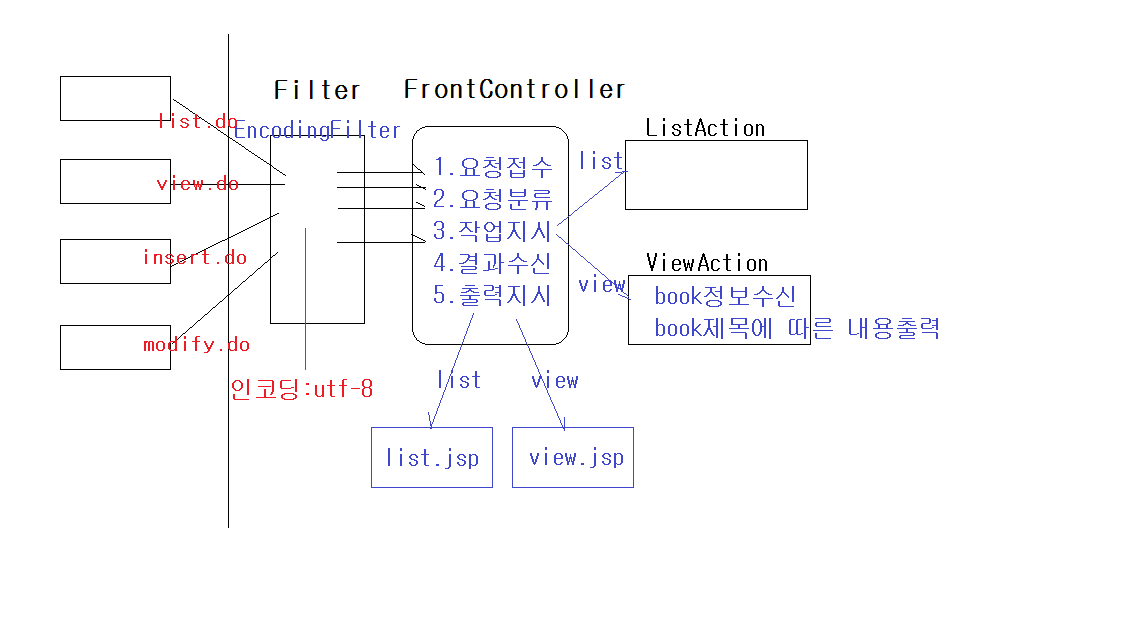 Filter
FrontController
list.do
EncodingFilter
view.do
insert.do
modify.do
인코딩:utf-8
1.요청접수
2.요청분류
3.작업지시
4.결과수신
5.출력지시
list
ListAction
view
ViewAction
book정보수신
book제목에 따른 내용출력
list
view
list.jsp
view.jsp